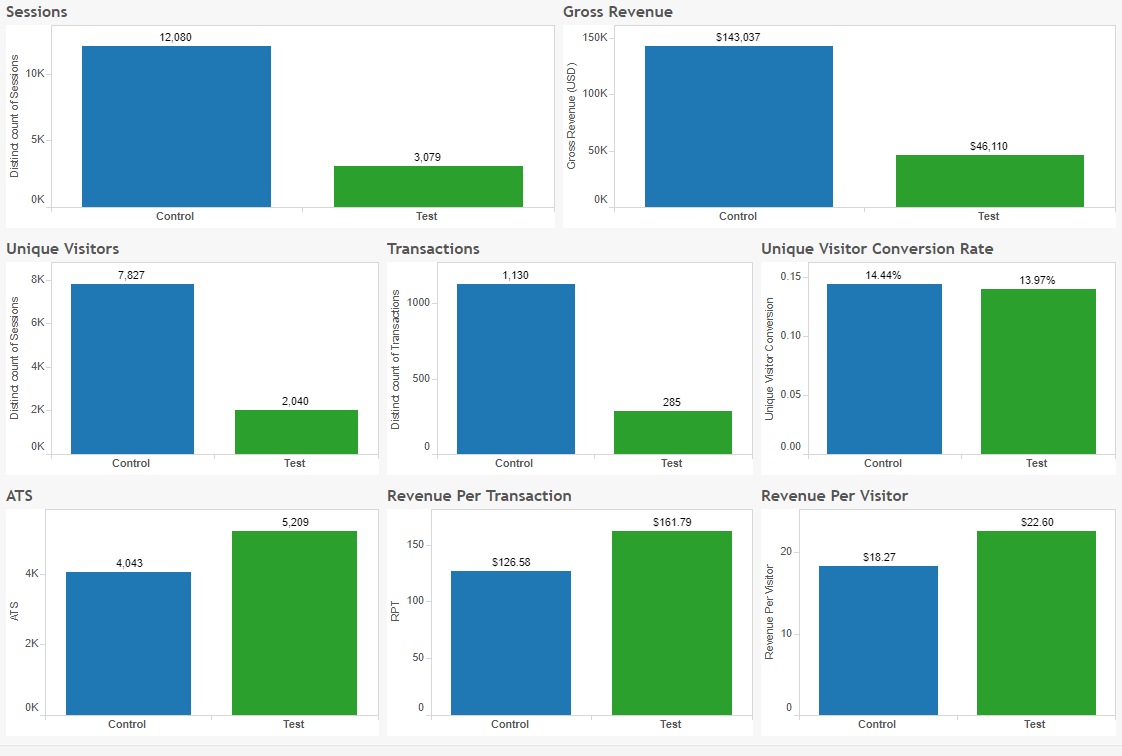 Sessions
Distinct count of Sessions
10K
5K
0K
12,080
3,079
Control
Test
Gross Revenue
Gross Revenue (USD)
150K
100K
50K
0K
$143,037
$46,110
Control
Test
Unique Visitors
Distinct count of Sessions
8K
6K
4K
2K
0K
7,827
2,040
Control
Test
Transactions
Distinct count of Transactions
1000
500
0
1,130
285
Control
Test
Unique Visitor Conversion Rate
Unique Visitor Conversion
0.15
0.10
0.05
0.00
14.44%
13.97%
Control
Test
ATS
ATS
4K
2K
0K
4,043
5,209
Control
Test
Revenue Per Transaction
RPT
150
100
50
0
$126.58
$161.79
Control
Test
Revenue Per Visitor
Revenue Per Visitor
20
10
0
$18.27
$22.60
Control
Test